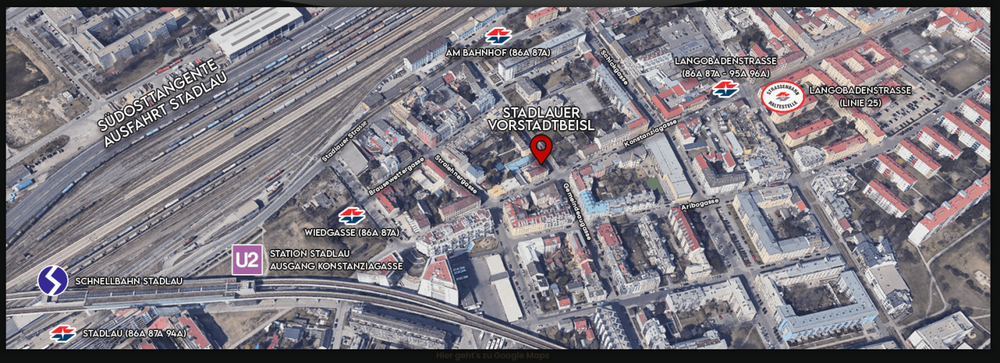 AM BAHNHOF (86A 87A)
Schickgasse
LANGOBADENSTRASSE
(86A 87A - 95A 96A)
STRASSENBAHN
HALTESTELLE
LANGOBADENSTRASSE
(LINIE 25)
SÜDOSTTANGENTE
AUSFAHRT STADLAU
STADLAUER
VORSTADTBEISL
Konstanziagasse
Stadlauer Strasse
Brausewettergasse
Stralehnergasse
Gemeindeaugasse
Aribogasse
WIEDGASSE (86A 87A)
U2
STATION STADLAU
AUSGANG KONSTANZIAGASSE
SCHNELLBAHN STADLAU
STADLAU (86A 87A 94A)
Hier geht's zu Google Maps